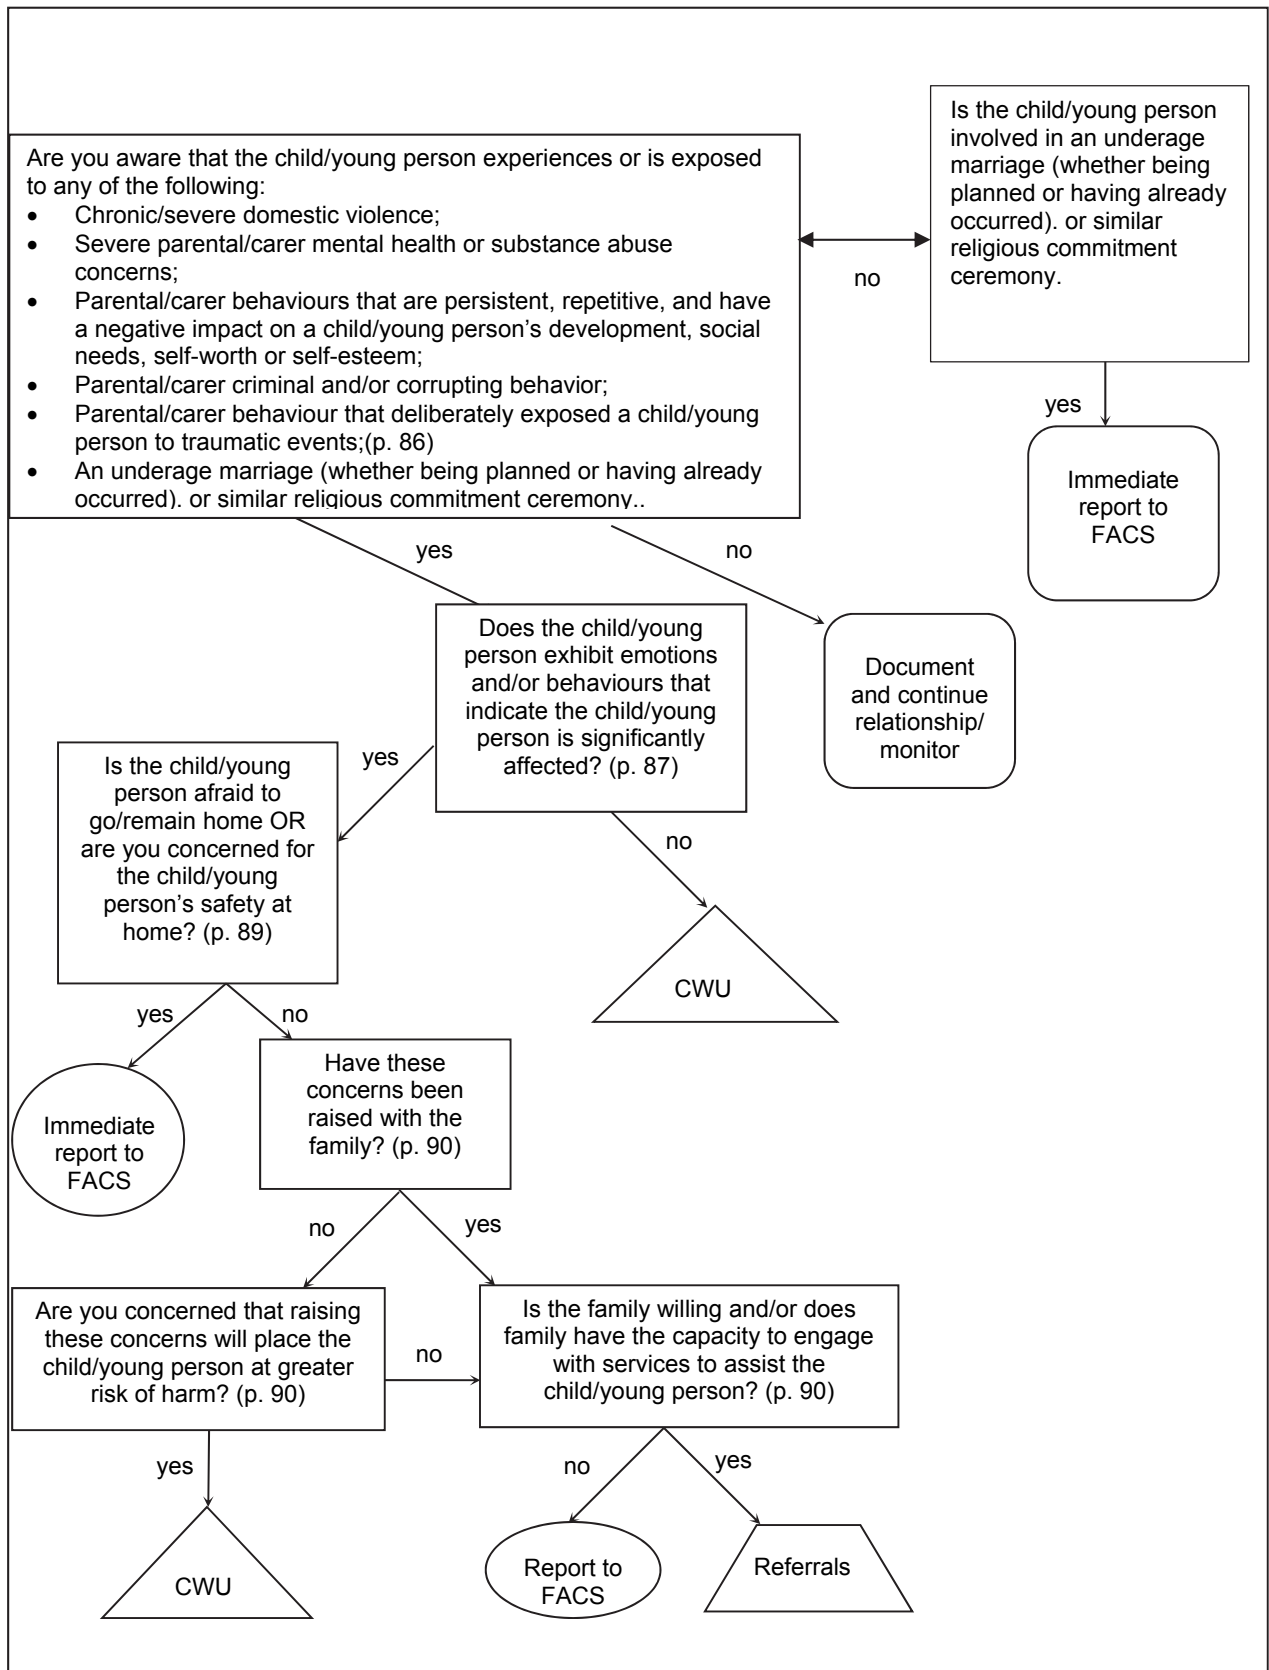 Is the child/young person
involved in an underage
marriage (whether being
planned or having already
occurred). or similar
religious commitment
ceremony.
Are you aware that the child/young person experiences or is exposed
to any of the following:
• Chronic/severe domestic violence;
• Severe parental/carer mental health or substance abuse
concerns;
• Parental/carer behaviours that are persistent, repetitive, and have
a negative impact on a child/young person’s development, social
needs, self-worth or self-esteem;
• Parental/carer criminal and/or corrupting behavior;
• Parental/carer behaviour that deliberately exposed a child/young
person to traumatic events;(p. 86)
• An underage marriage (whether being planned or having already
occurred). or similar religious commitment ceremony..
no
yes
Immediate
report to
FACS
yes
no
Does the child/young
person exhibit emotions
and/or behaviours that
indicate the child/young
person is significantly
affected? (p. 87)
Document
and continue
relationship/
monitor
yes
no
Is the child/young
person afraid to
go/remain home OR
are you concerned for
the child/young
person’s safety at
home? (p. 89)
CWU
yes
no
Immediate
report to
FACS
Have these
concerns been
raised with the
family? (p. 90)
no
yes
Are you concerned that raising
these concerns will place the
child/young person at greater
risk of harm? (p. 90)
no
Is the family willing and/or does
family have the capacity to engage
with services to assist the
child/young person? (p. 90)
yes
no
yes
CWU
Report to
FACS
Referrals